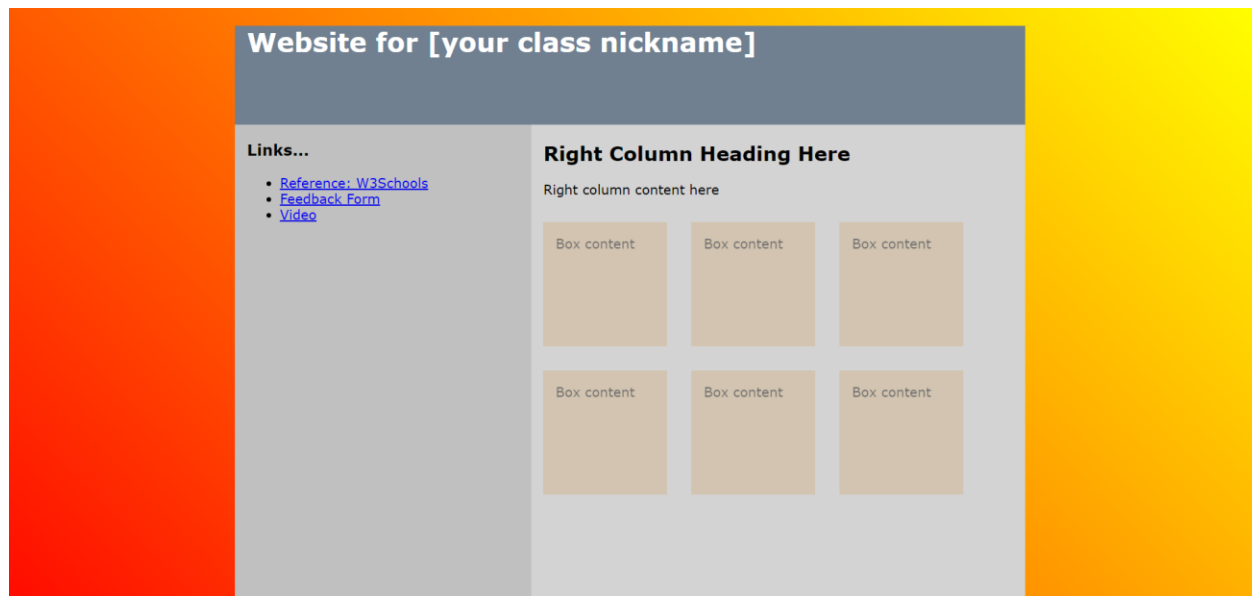 Website for [your class nickname]
Links...
Reference: W3Schools
Feedback Form
Video
Right Column Heading Here
Right column content here
Box content
Box content
Box content
Box content
Box content
Box content